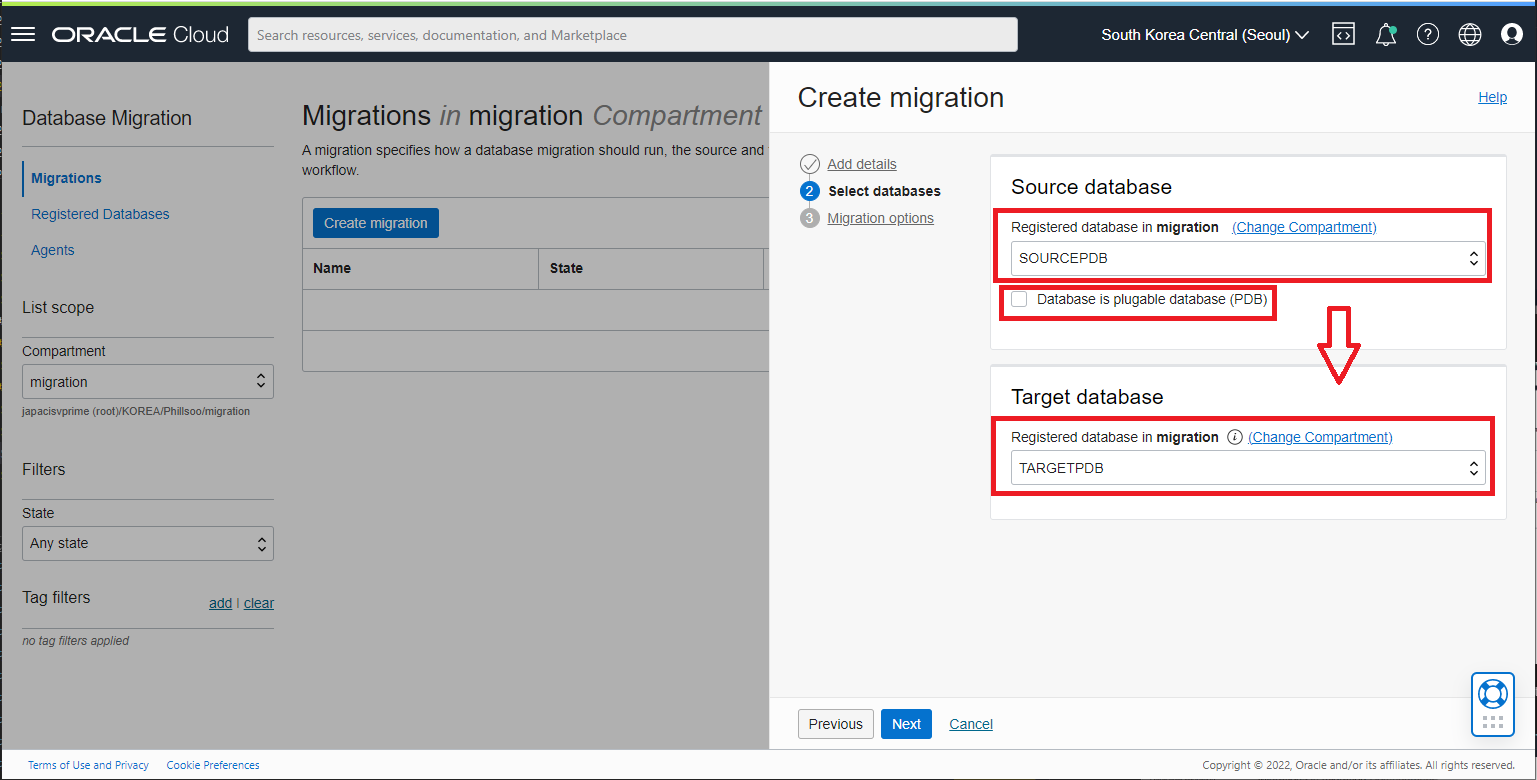 ORACLE Cloud
Search resources, services, documentation, and Marketplace
South Korea Central (Seoul)
Database Migration
Migrations
Registered Databases
Agents
List scope
Compartment
migration
japacisvprime (root)/KOREA/Phillsoo/migration
Filters
State
Any state
Tag filters
add | clear
no tag filters applied
Migrations in migration Compartment
A migration specifies how a database migration should run, the source and
workflow.
Create migration
Name State
Create migration
Help
Add details
2 Select databases
3 Migration options
Source database
Registered database in migration (Change Compartment)
SOURCEPDB
Database is plugable database (PDB)
Target database
Registered database in migration i (Change Compartment)
TARGETPDB
Previous Next Cancel
Terms of Use and Privacy Cookie Preferences
Copyright © 2022, Oracle and/or its affiliates. All rights reserved.